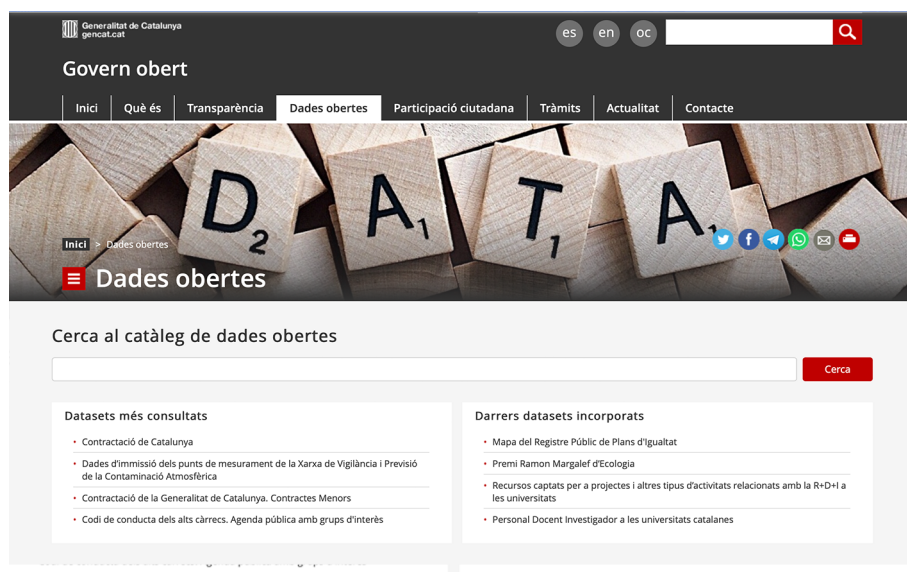 Generalitat de Catalunya
gencat.cat
es en oc
Govern obert
Inici Què és Transparència Dades obertes Participació ciutadana Tràmits Actualitat Contacte
D2 A1 T1 A1
Inici > Dades obertes
Dades obertes
Cerca al catàleg de dades obertes
Cerca
Datasets més consultats
Contractació de Catalunya
Dades d'immissió dels punts de mesurament de la Xarxa de Vigilància i Previsió
de la Contaminació Atmosfèrica
Contractació de la Generalitat de Catalunya. Contractes Menors
Codi de conducta dels alts càrrecs. Agenda pública amb grups d'interès
Darrers datasets incorporats
Mapa del Registre Públic de Plans d'Igualtat
Premi Ramon Margalef d'Ecologia
Recursos captats per a projectes i altres tipus d'activitats relacionats amb la R+D+I a
les universitats
Personal Docent Investigador a les universitats catalanes